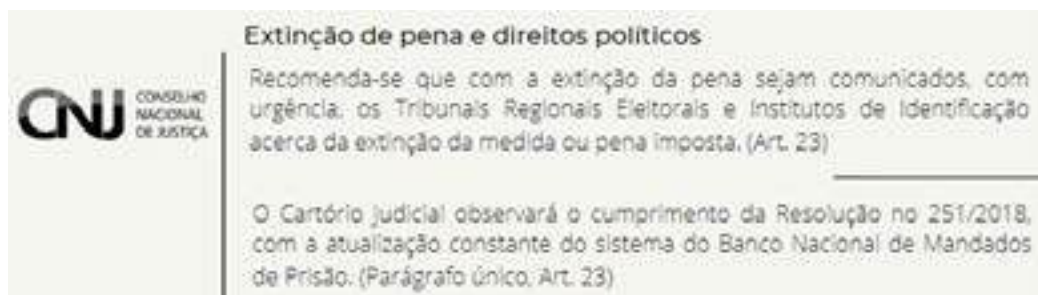 Extinção de pena e direitos políticos
Recomenda-se que com a extinção da pena sejam comunicados, com
urgência, os Tribunais Regionais Eleitorais e Institutos de Identificação
acerca da extinção da medida ou pena imposta. (Art. 23)
CNJ
CONSELHO
NACIONAL
DE JUSTIÇA
O Cartório Judicial observará o cumprimento da Resolução no 251/2018,
com a atualização constante do sistema do Banco Nacional de Mandados
de Prisão. (Parágrafo único, Art. 23)